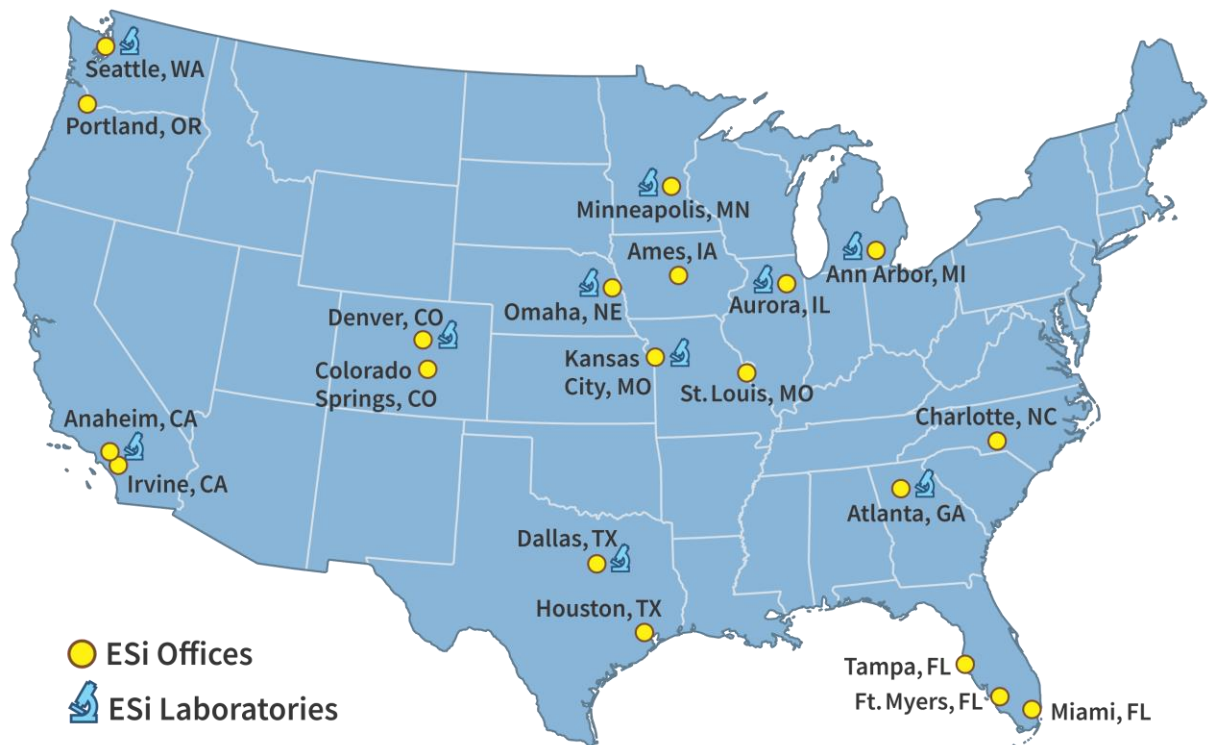 Seattle, WA
Portland, OR
Minneapolis, MN
Ames, IA
Ann Arbor, MI
Omaha, NE
Aurora, IL
Denver, CO
Colorado
Springs, CO
Kansas
City, MO
St. Louis, MO
Anaheim, CA
Irvine, CA
Charlotte, NC
Atlanta, GA
Dallas, TX
Houston, TX
Tampa, FL
Ft. Myers, FL
Miami, FL
ESi Offices
ESi Laboratories